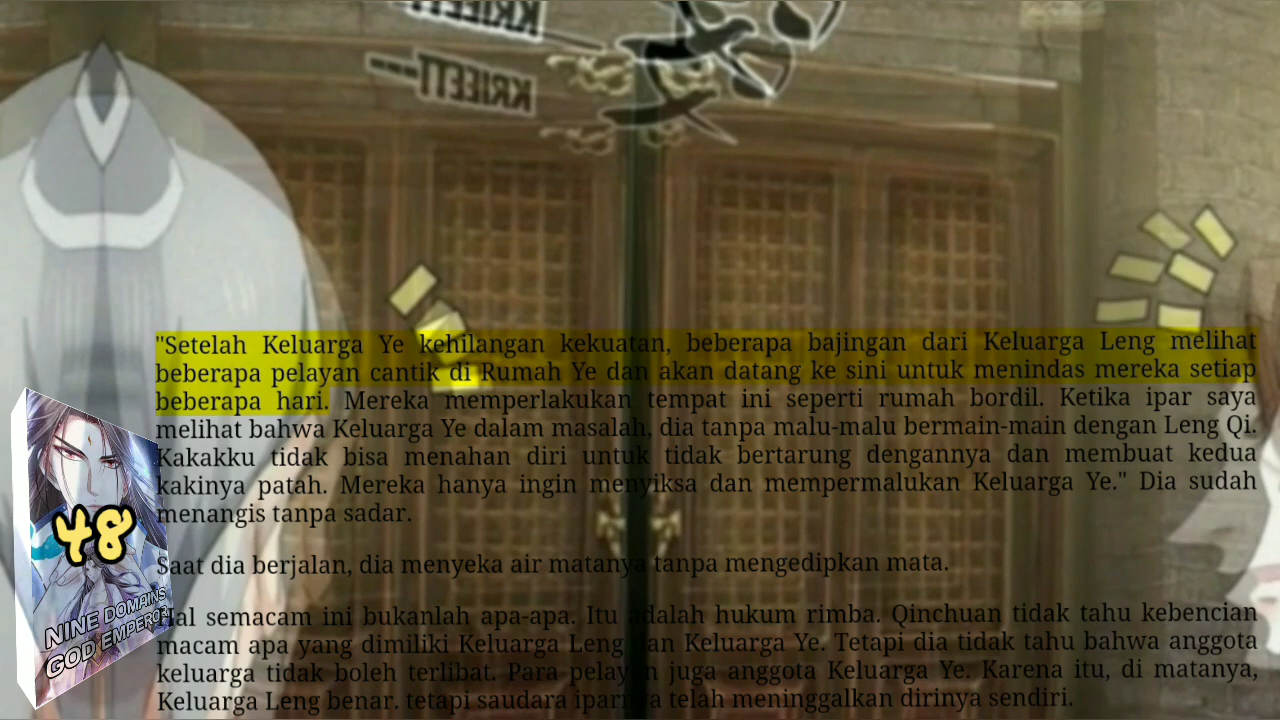 KRIEETT---
KRIEETT---
"Setelah Keluarga Ye kehilangan kekuatan, beberapa bajingan dari Keluarga Leng melihat
beberapa pelayan cantik di Rumah Ye dan akan datang ke sini untuk menindas mereka setiap
beberapa hari. Mereka memperlakukan tempat ini seperti rumah bordil. Ketika ipar saya
melihat bahwa Keluarga Ye dalam masalah, dia tanpa malu-malu bermain-main dengan Leng Qi.
Kakakku tidak bisa menahan diri untuk tidak bertarung dengannya dan membuat kedua
kakinya patah. Mereka hanya ingin menyiksa dan mempermalukan Keluarga Ye." Dia sudah
menangis tanpa sadar.
Saat dia berjalan, dia menyeka air matanya tanpa mengedipkan mata.
Hal semacam ini bukanlah apa-apa. Itu adalah hukum rimba. Qinchuan tidak tahu kebencian
macam apa yang dimiliki Keluarga Leng dan Keluarga Ye. Tetapi dia tidak tahu bahwa anggota
keluarga tidak boleh terlibat. Para pelayan juga anggota Keluarga Ye. Karena itu, di matanya,
Keluarga Leng benar. tetapi saudara iparnya telah meninggalkan dirinya sendiri.
48
NINE DOMAINS
GOD EMPEROR